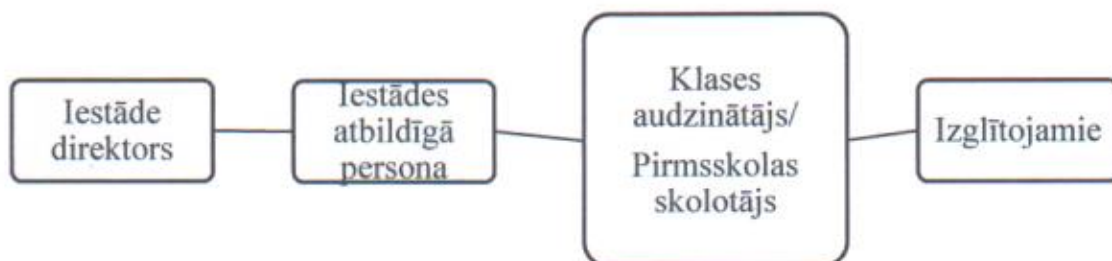 Iestāde
direktors
Iestādes
atbildīgā
persona
Klases
audzinātājs/
Pirmsskolas
skolotājs
Izglītojamie